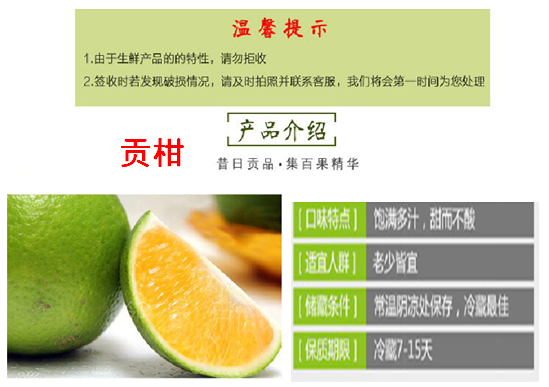 温馨提示
1.由于生鲜产品的的特性，请勿拒收
2.签收时若发现破损情况，请及时拍照并联系客服，我们将会第一时间为您处理
产品介绍
贡柑
昔日贡品·集百果精华
[口味特点] 饱满多汁，甜而不酸
[适宜人群] 老少皆宜
[储藏条件] 常温阴凉处保存，冷藏最佳
[保质期限] 冷藏7-15天